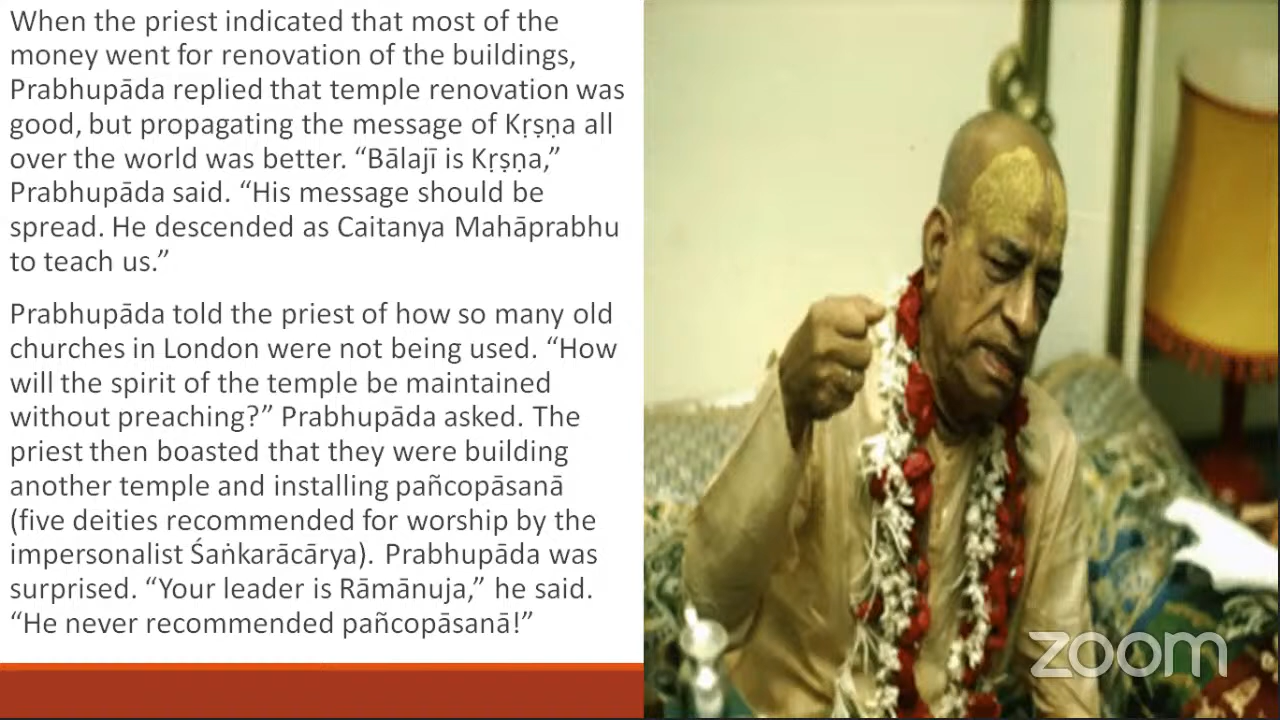 When the priest indicated that most of the
money went for renovation of the buildings,
Prabhupāda replied that temple renovation was
good, but propagating the message of Kṛṣṇa all
over the world was better. “Bālajī is Kṛṣṇa,”
Prabhupāda said. “His message should be
spread. He descended as Caitanya Mahāprabhu
to teach us.”
Prabhupāda told the priest of how so many old
churches in London were not being used. “How
will the spirit of the temple be maintained
without preaching?” Prabhupāda asked. The
priest then boasted that they were building
another temple and installing pañcopāsanā
(five deities recommended for worship by the
impersonalist Śaṅkarācārya). Prabhupāda was
surprised. “Your leader is Rāmānuja,” he said.
“He never recommended pañcopāsanā!”
zoom